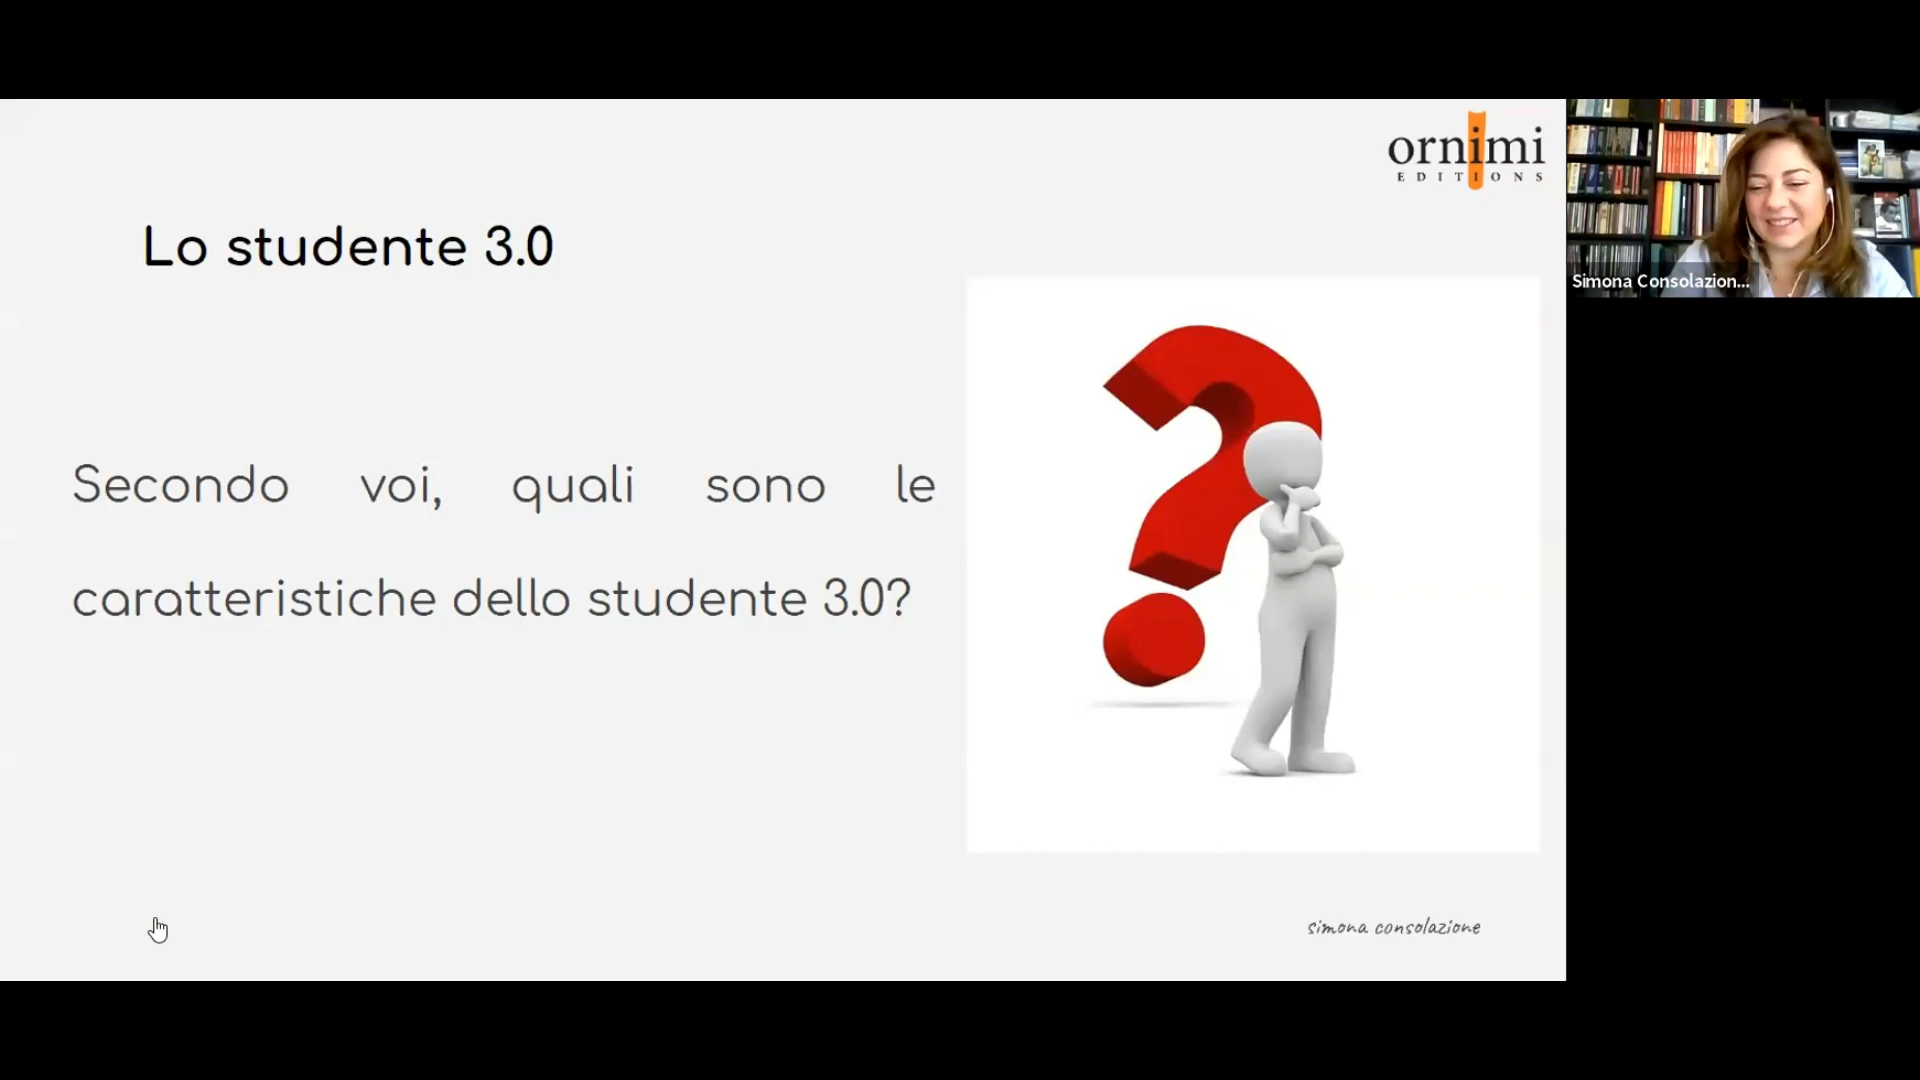 ornimi
EDITIONS
Lo studente 3.0
Simona Consolazion...
Secondo voi, quali sono le
caratteristiche dello studente 3.0?
simona consolazione